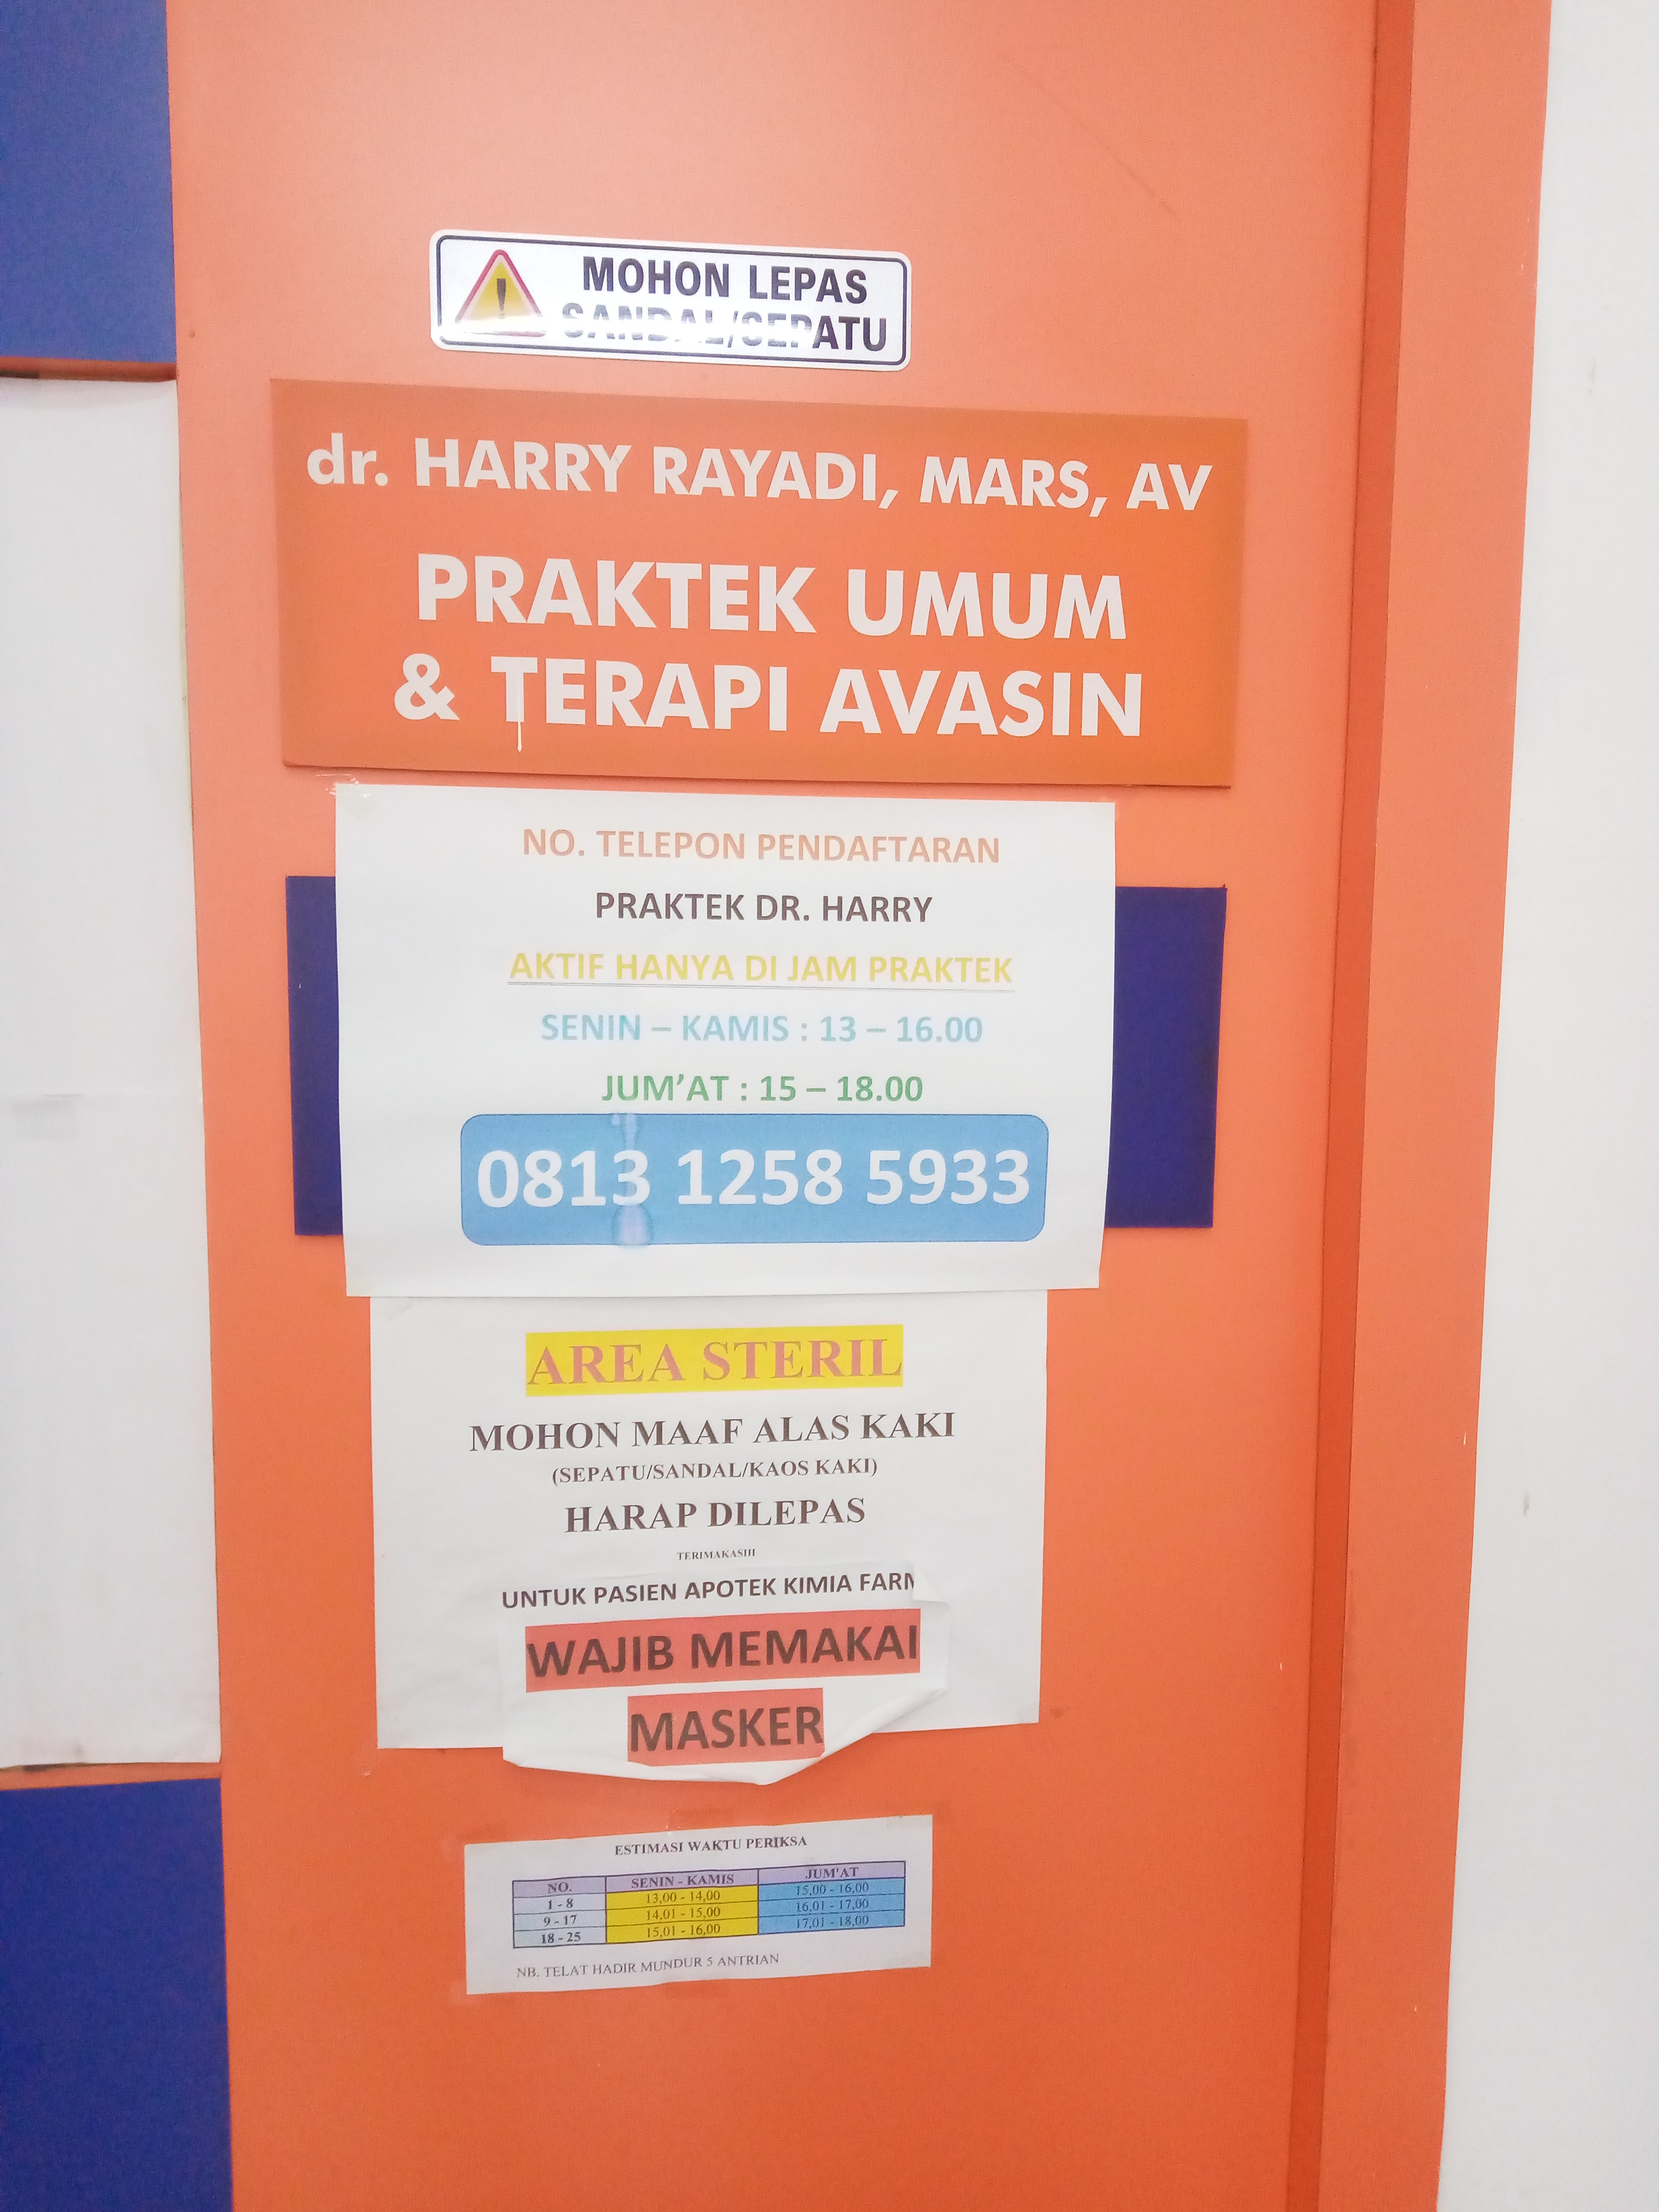 MOHON LEPAS
SANDAL/SEPATU
dr. HARRY RAYADI, MARS, AV
PRAKTEK UMUM
& TERAPI AVASIN
NO. TELEPON PENDAFTARAN
PRAKTEK DR. HARRY
AKTIF HANYA DI JAM PRAKTEK
SENIN – KAMIS : 13 – 16.00
JUM'AT : 15 – 18.00
0813 1258 5933
AREA STERIL
MOHON MAAF ALAS KAKI
(SEPATU/SANDAL/KAOS KAKI)
HARAP DILEPAS
TERIMAKASIH
UNTUK PASIEN APOTEK KIMIA FARM
WAJIB MEMAKAI
MASKER
ESTIMASI WAKTU PERIKSA
NO. SENIN - KAMIS JUM'AT
1 - 8 13,00 - 14,00 15,00 - 16,00
9 - 17 14,01 - 15,00 16,01 - 17,00
18 - 25 15,01 - 16,00 17,01 - 18,00
NB. TELAT HADIR MUNDUR 5 ANTRIAN